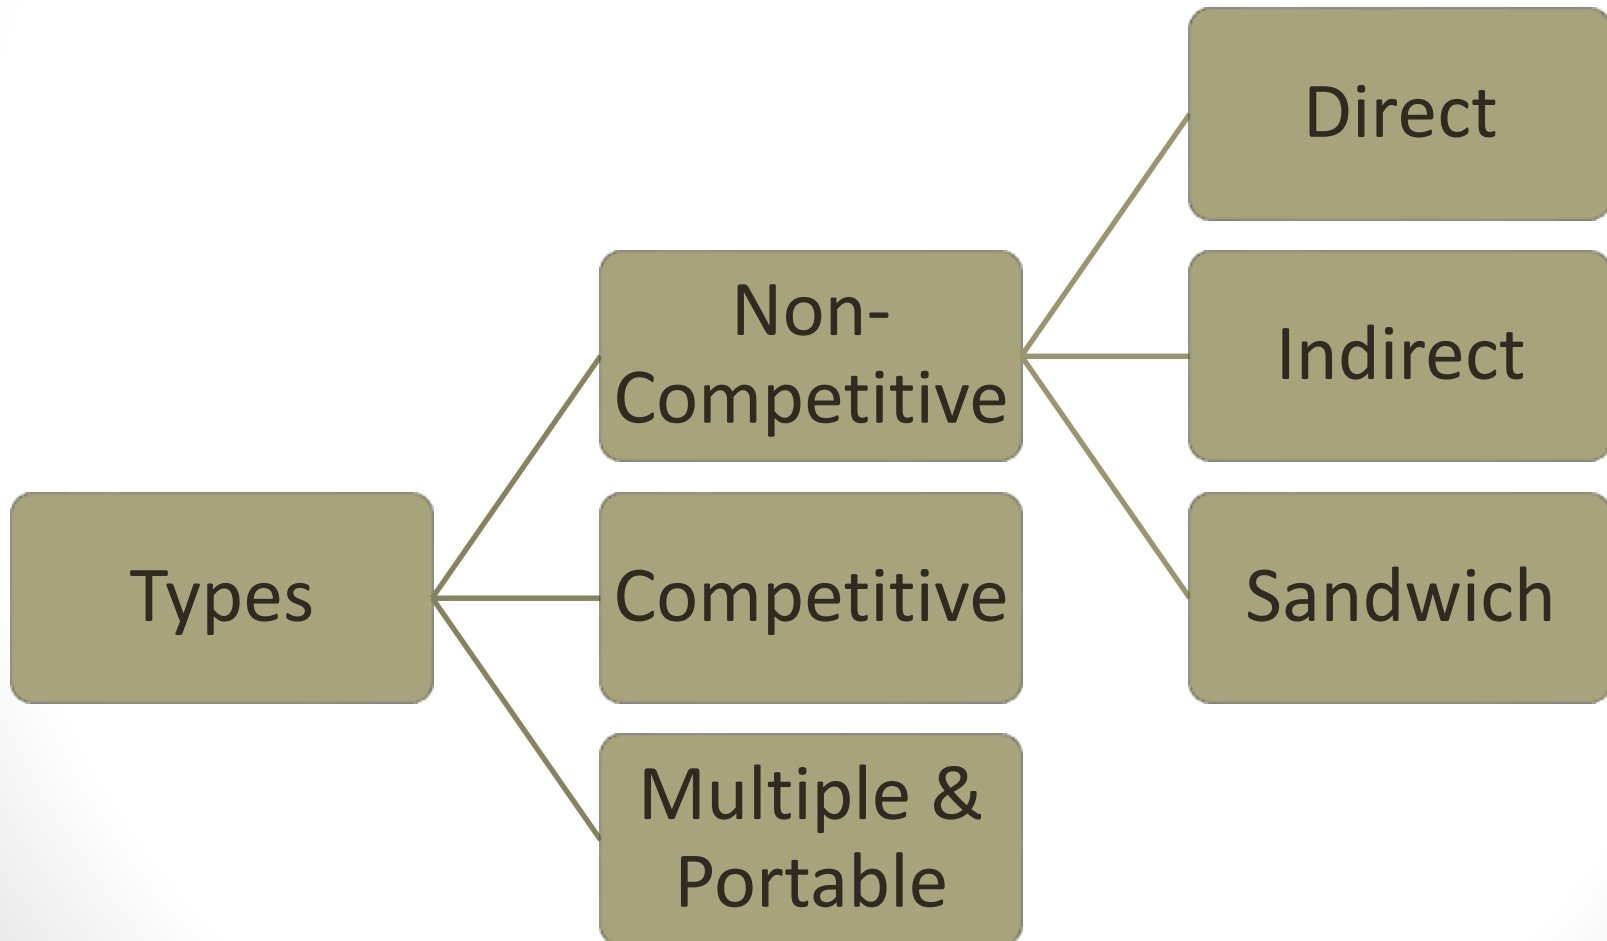 Types
Non-
Competitive
Direct
Indirect
Sandwich
Competitive
Multiple &
Portable